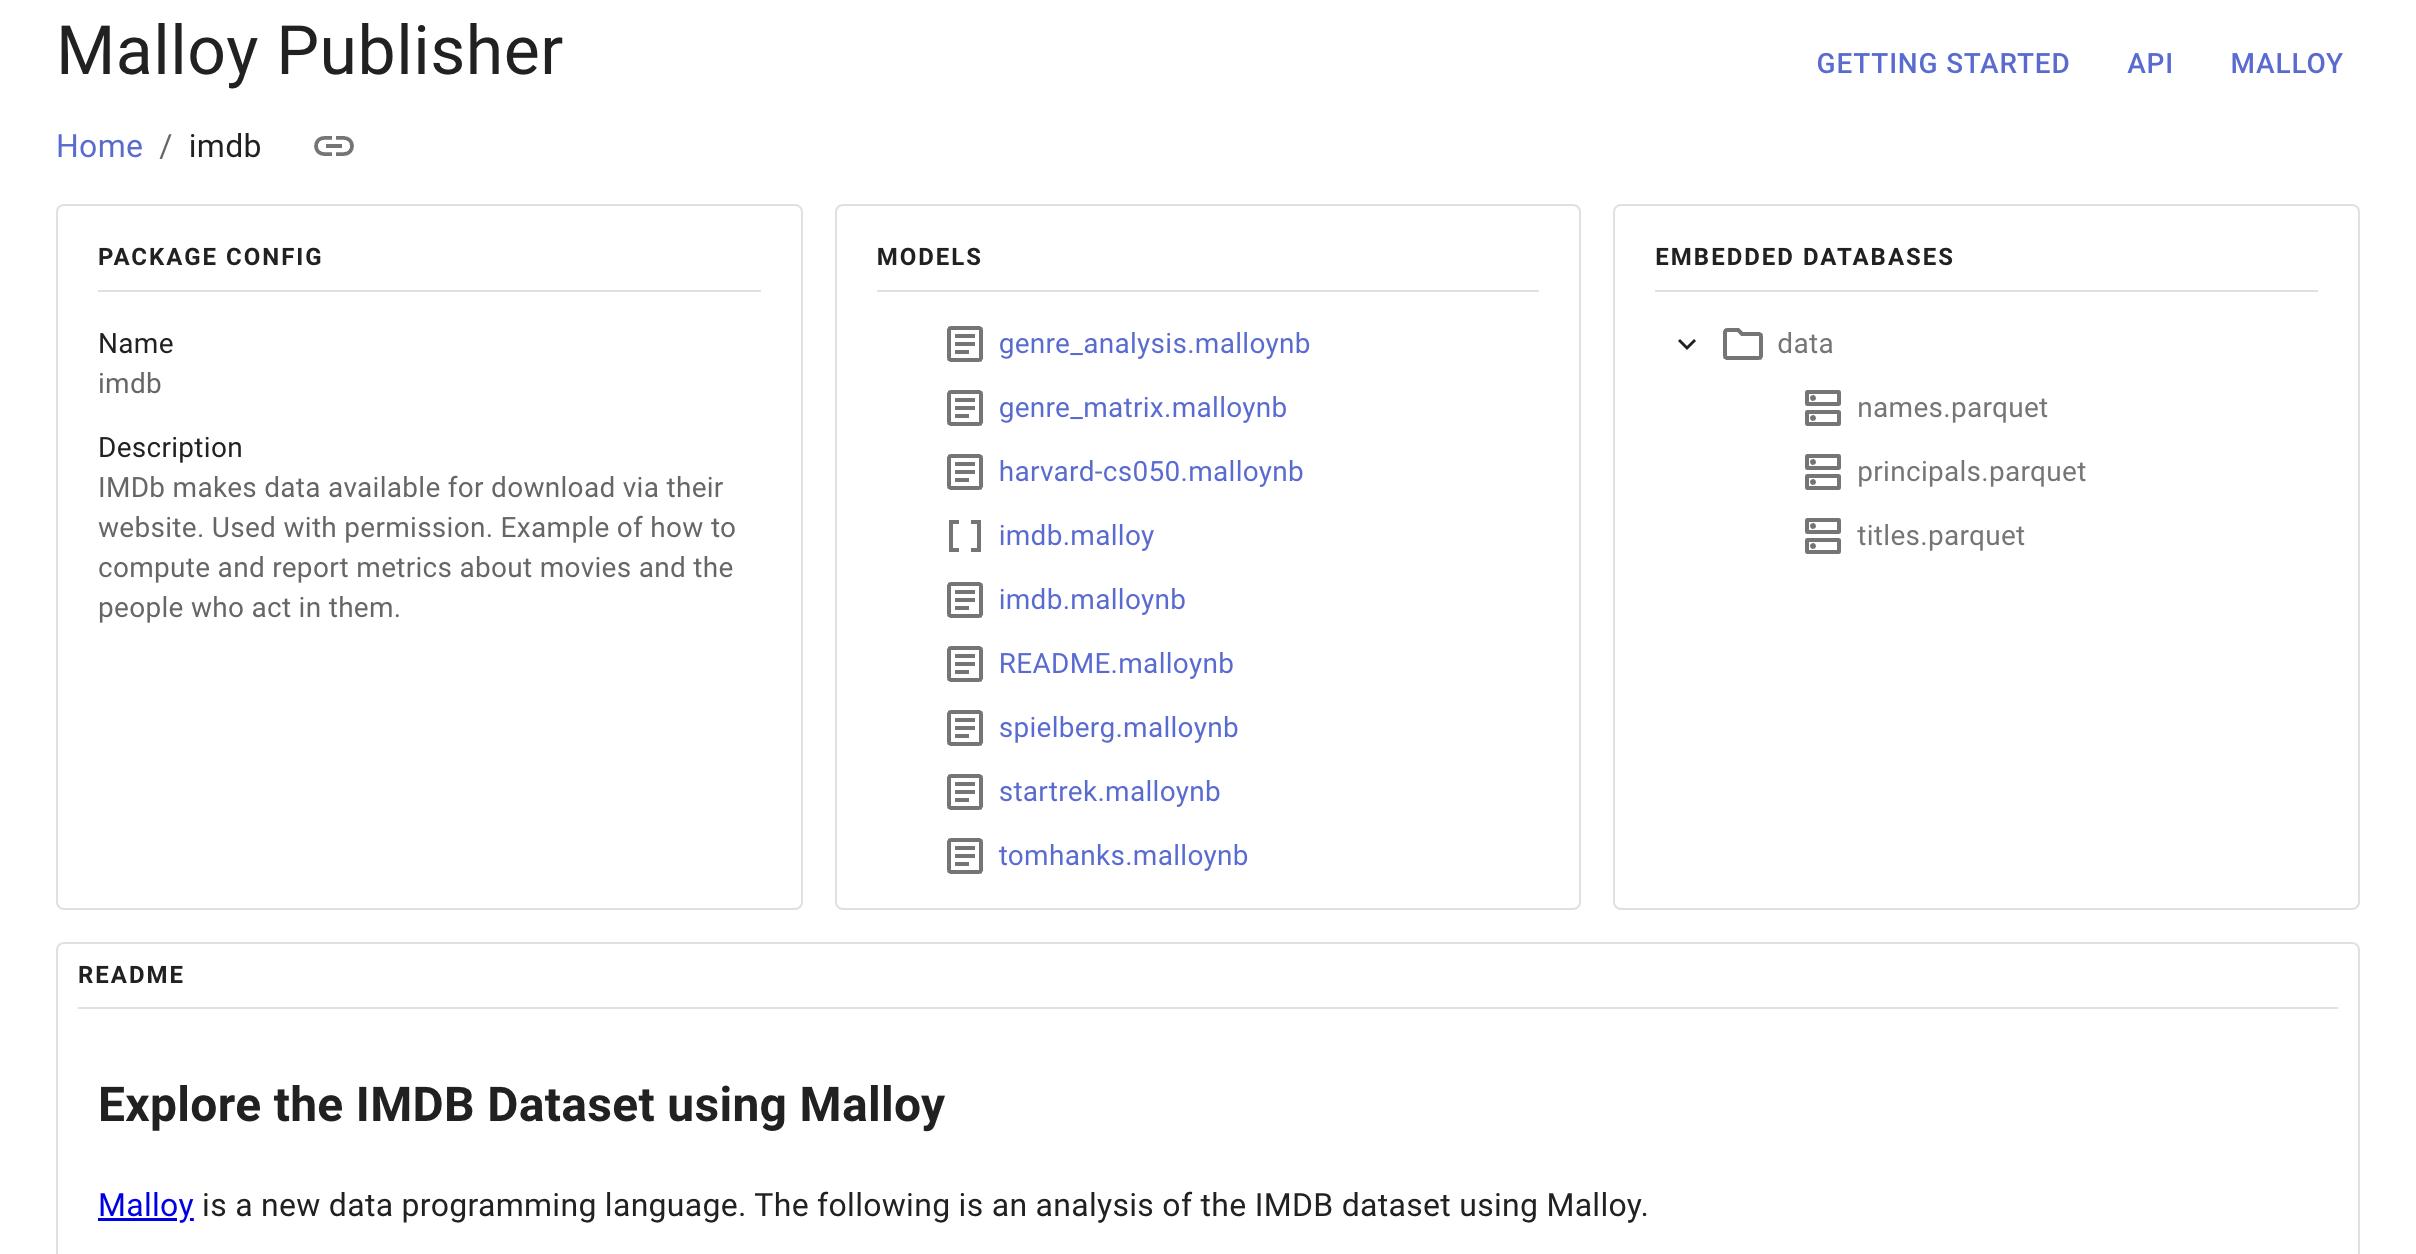 Malloy Publisher
GETTING STARTED API MALLOY
Home / imdb
PACKAGE CONFIG
Name
imdb
Description
IMDb makes data available for download via their
website. Used with permission. Example of how to
compute and report metrics about movies and the
people who act in them.
MODELS
genre_analysis.malloynb
genre_matrix.malloynb
harvard-cs050.malloynb
imdb.malloy
imdb.malloynb
README.malloynb
spielberg.malloynb
startrek.malloynb
tomhanks.malloynb
EMBEDDED DATABASES
data
names.parquet
principals.parquet
titles.parquet
README
Explore the IMDB Dataset using Malloy
Malloy is a new data programming language. The following is an analysis of the IMDB dataset using Malloy.